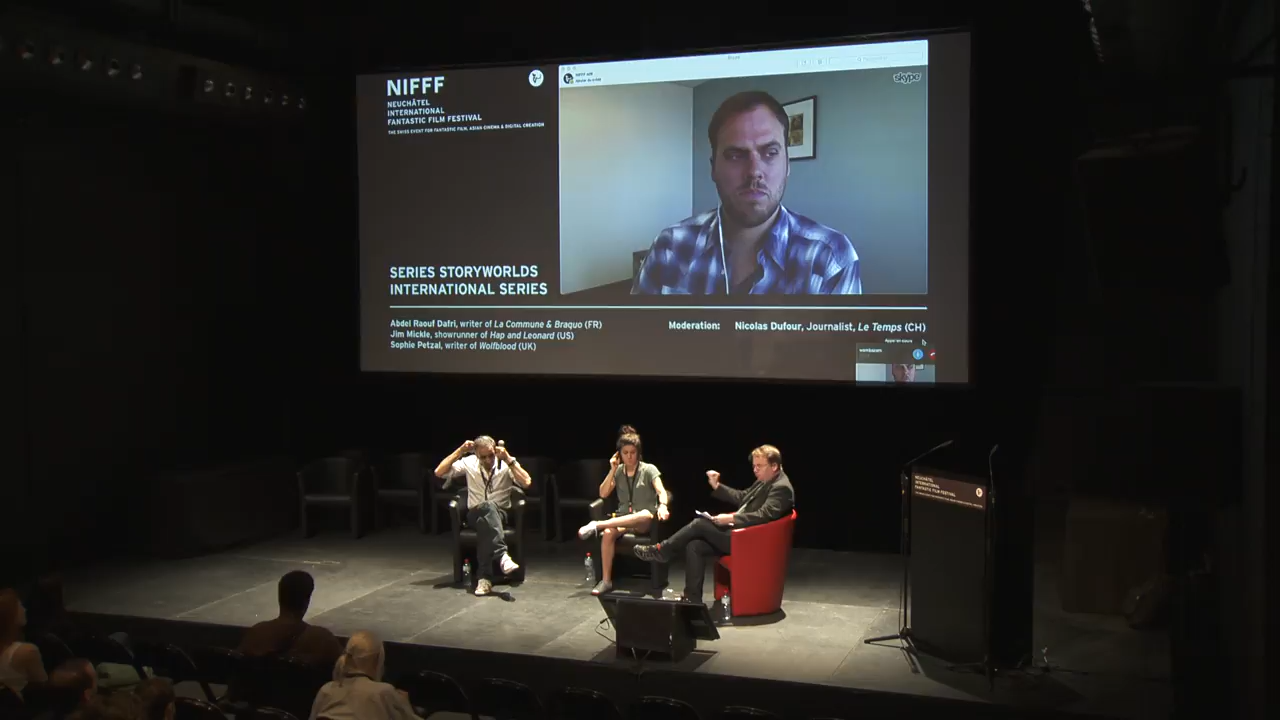 NIFFF
NEUCHÂTEL
INTERNATIONAL
FANTASTIC FILM FESTIVAL
THE SWISS EVENT FOR FANTASTIC FILM, ASIAN CINEMA & DIGITAL CREATION
skype
SERIES STORYWORLDS
INTERNATIONAL SERIES
Abdel Raouf Dafri, writer of La Commune & Braquo (FR)
Jim Mickle, showrunner of Hap and Leonard (US)
Sophie Petzal, writer of Wolfblood (UK)
Moderation: Nicolas Dufour, Journalist, Le Temps (CH)
NEUCHÂTEL
INTERNATIONAL
FANTASTIC FILM FESTIVAL